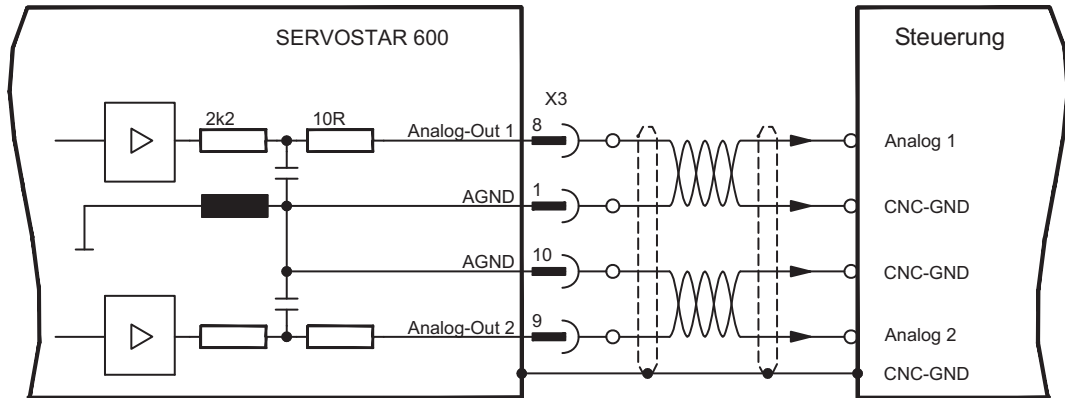 SERVOSTAR 600
Steuerung
X3
2k2
10R
Analog-Out 1
8
Analog 1
AGND
1
CNC-GND
AGND
10
CNC-GND
Analog-Out 2
9
Analog 2
CNC-GND